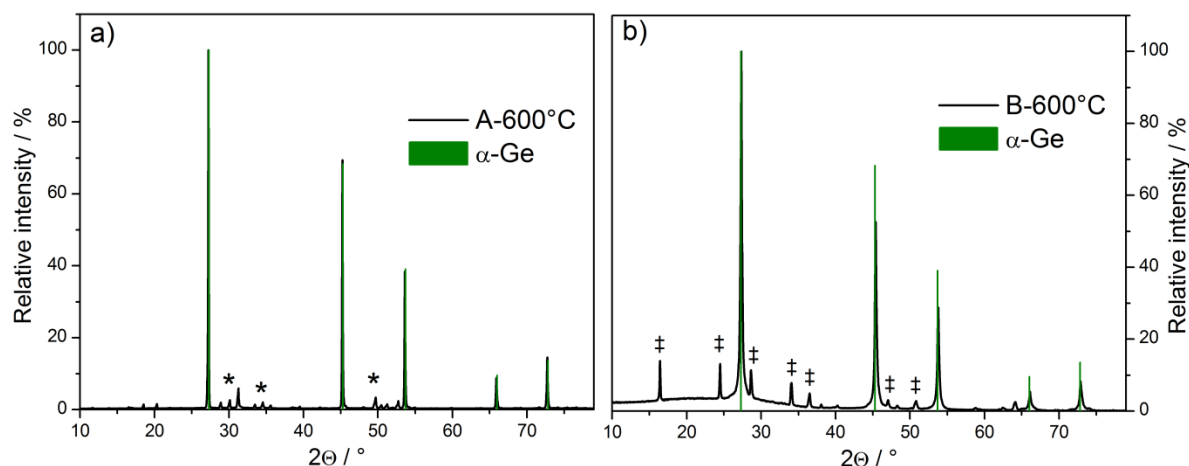 a)
A-600°C
α-Ge
*
*
*
Relative intensity / %
100
80
60
40
20
0
10 20 30 40 50 60 70
2Θ / °
b)
B-600°C
α-Ge
‡
‡
‡
‡
‡
‡
‡
Relative intensity / %
100
80
60
40
20
0
10 20 30 40 50 60 70
2Θ / °